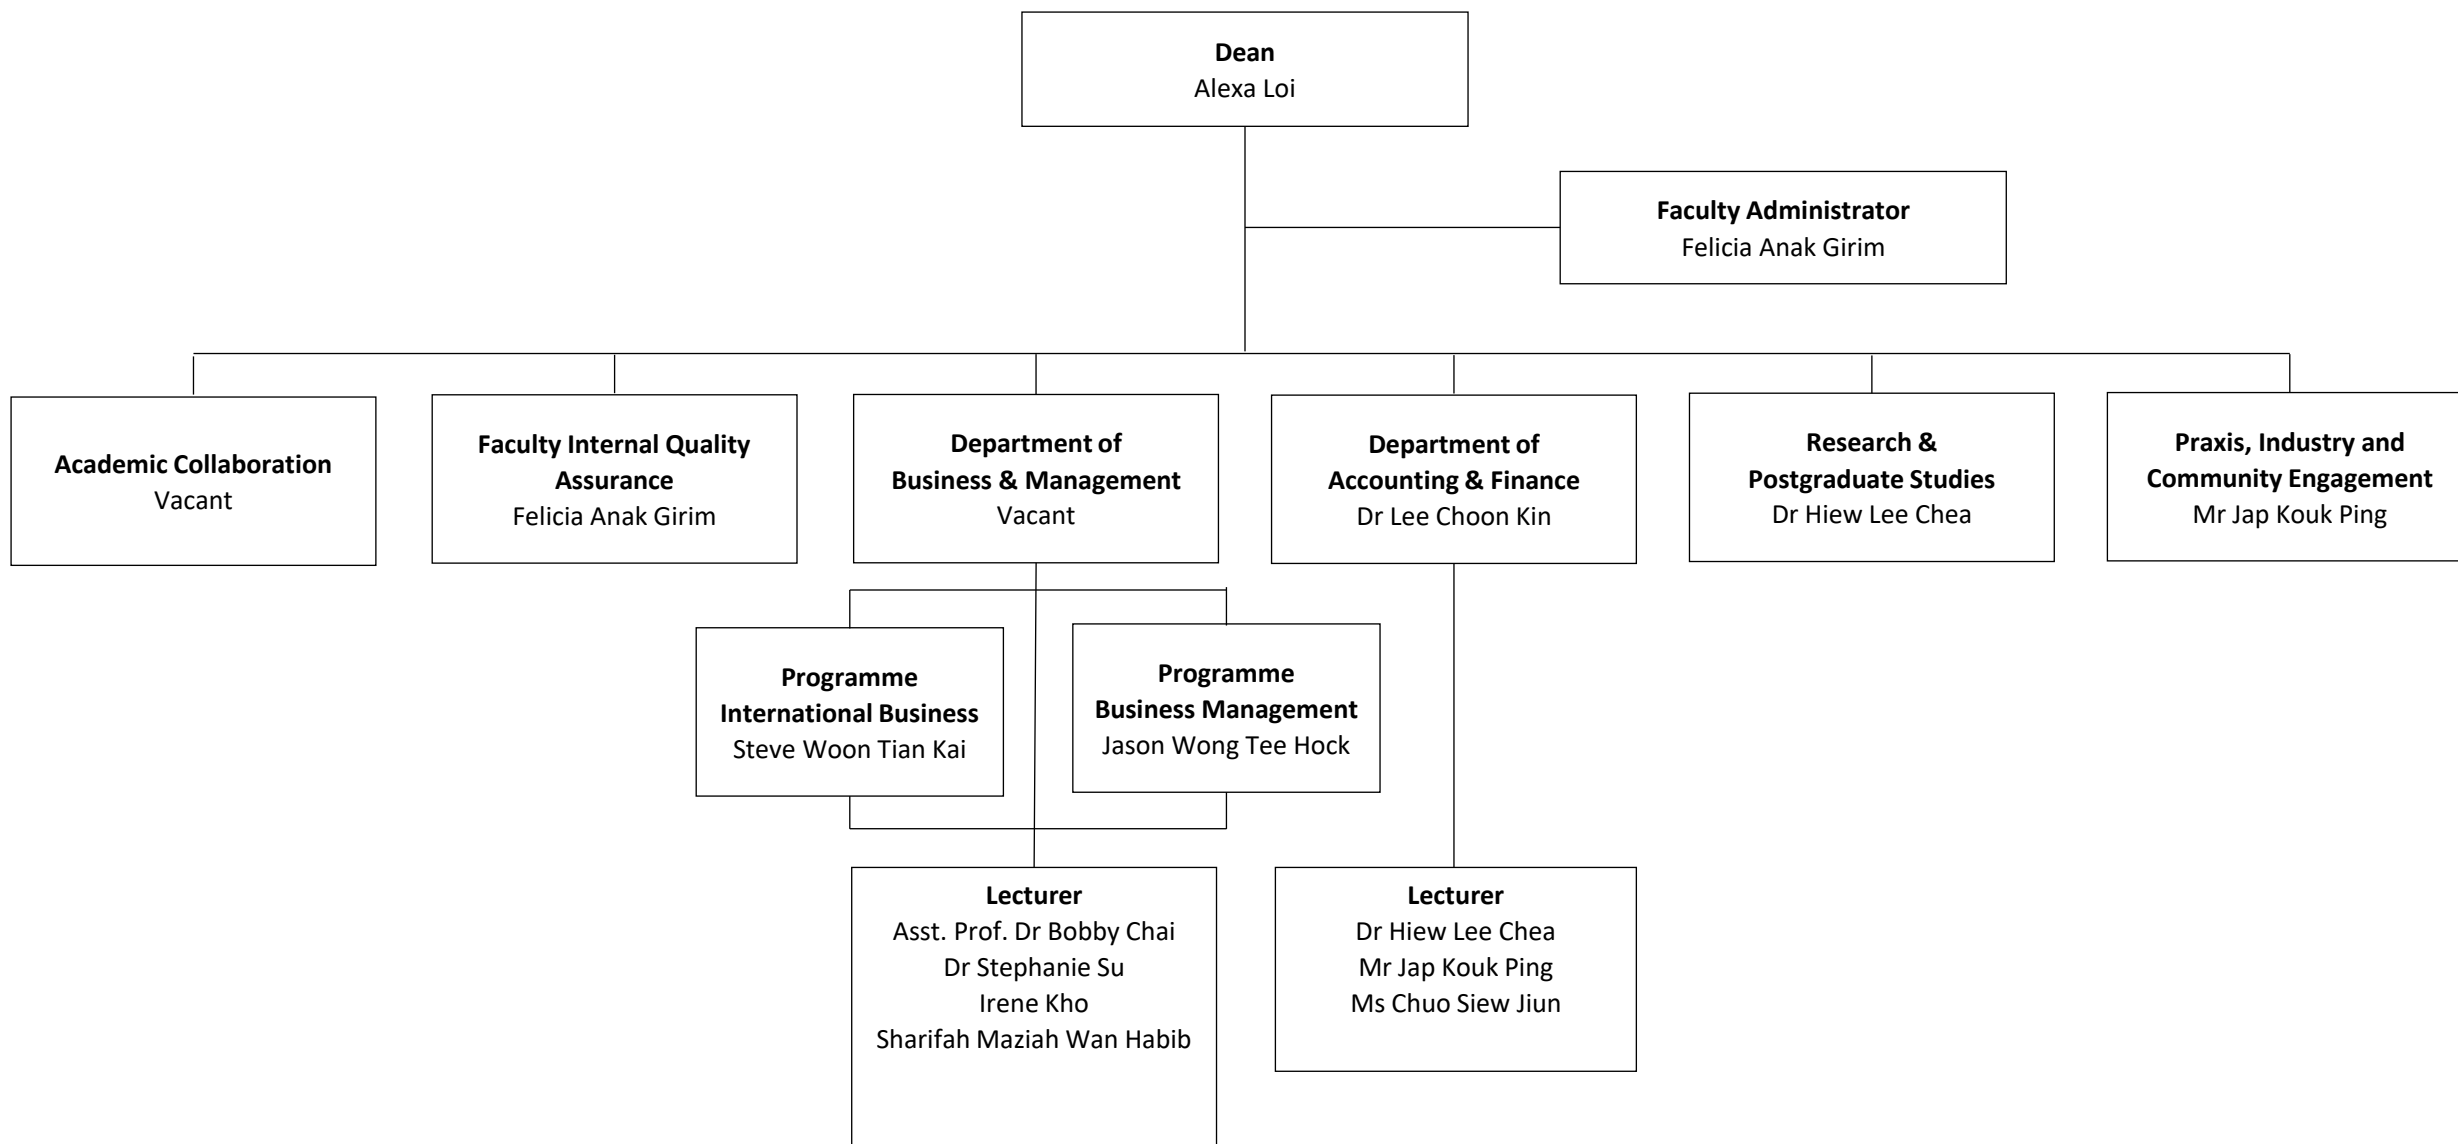 Dean
Alexa Loi
Faculty Administrator
Felicia Anak Girim
Academic Collaboration
Vacant
Faculty Internal Quality
Assurance
Felicia Anak Girim
Department of
Business & Management
Vacant
Department of
Accounting & Finance
Dr Lee Choon Kin
Research &
Postgraduate Studies
Dr Hiew Lee Chea
Praxis, Industry and
Community Engagement
Mr Jap Kouk Ping
Programme
International Business
Steve Woon Tian Kai
Programme
Business Management
Jason Wong Tee Hock
Lecturer
Asst. Prof. Dr Bobby Chai
Dr Stephanie Su
Irene Kho
Sharifah Maziah Wan Habib
Lecturer
Dr Hiew Lee Chea
Mr Jap Kouk Ping
Ms Chuo Siew Jiun